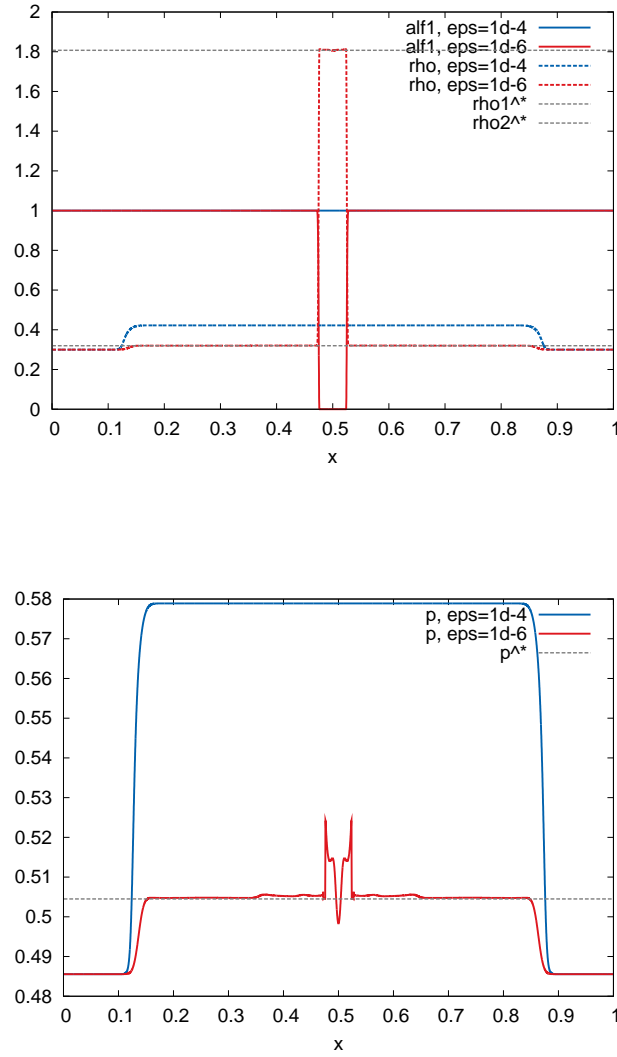 2
alf1, eps=1d-4
1.8
alf1, eps=1d-6
rho, eps=1d-4
1.6
rho, eps=1d-6
rho1^*
1.4
rho2^*
1.2
1
0.8
0.6
0.4
0.2
0
0 0.1 0.2 0.3 0.4 0.5 0.6 0.7 0.8 0.9 1
x
0.58
p, eps=1d-4
0.57
p, eps=1d-6
p^*
0.56
0.55
0.54
0.53
0.52
0.51
0.5
0.49
0.48
0 0.1 0.2 0.3 0.4 0.5 0.6 0.7 0.8 0.9 1
x